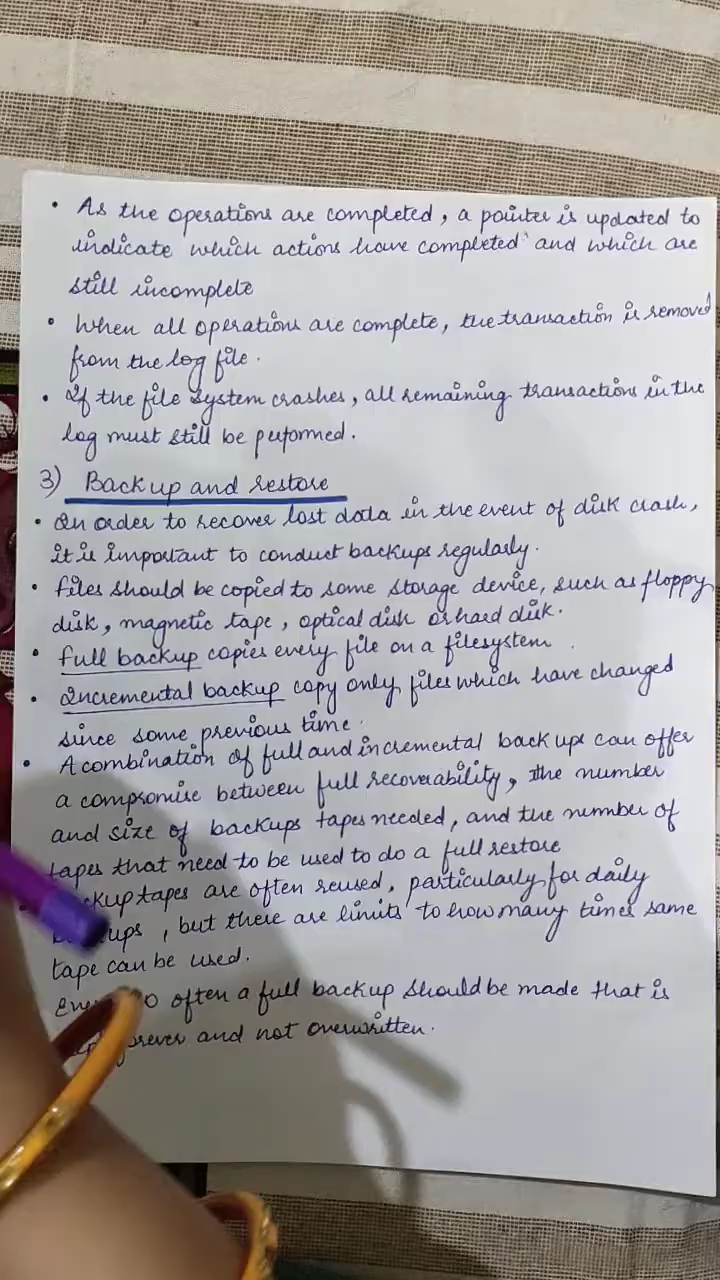 • As the operations are completed, a pointer is updated to
indicate which actions have completed and which are
still incomplete
• When all operations are complete, the transaction is removed
from the log file.
• If the file system crashes, all remaining transactions in the
log must still be performed.
3) Backup and restore
• In order to recover lost data in the event of disk crash,
it is important to conduct backups regularly.
• files should be copied to some storage device, such as floppy
disk, magnetic tape, optical disk or hard disk.
• full backup copies every file on a filesystem.
• Incremental backup copy only files which have changed
since some previous time.
• A combination of full and incremental backups can offer
a compromise between full recoverability, the number
and size of backups tapes needed, and the number of
tapes that need to be used to do a full restore
tapes are often reused, particularly for daily
, but there are limits to how many times same
tape can be used.
often a full backup should be made that is
and not overwritten.